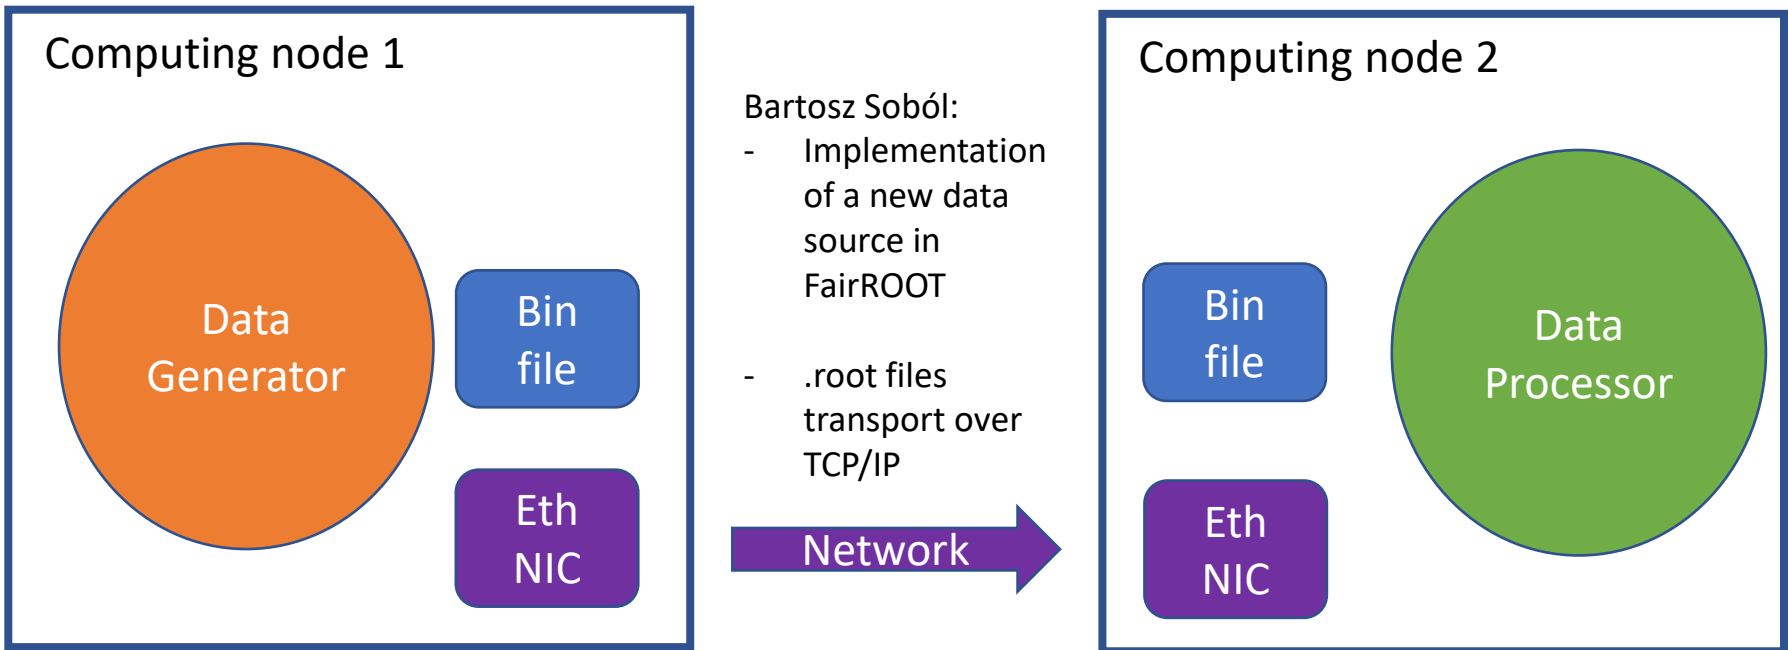 Computing node 1
Data
Generator
Bin
file
Eth
NIC
Bartosz Soból:
- Implementation
of a new data
source in
FairROOT
- .root files
transport over
TCP/IP
Network
Computing node 2
Bin
file
Eth
NIC
Data
Processor